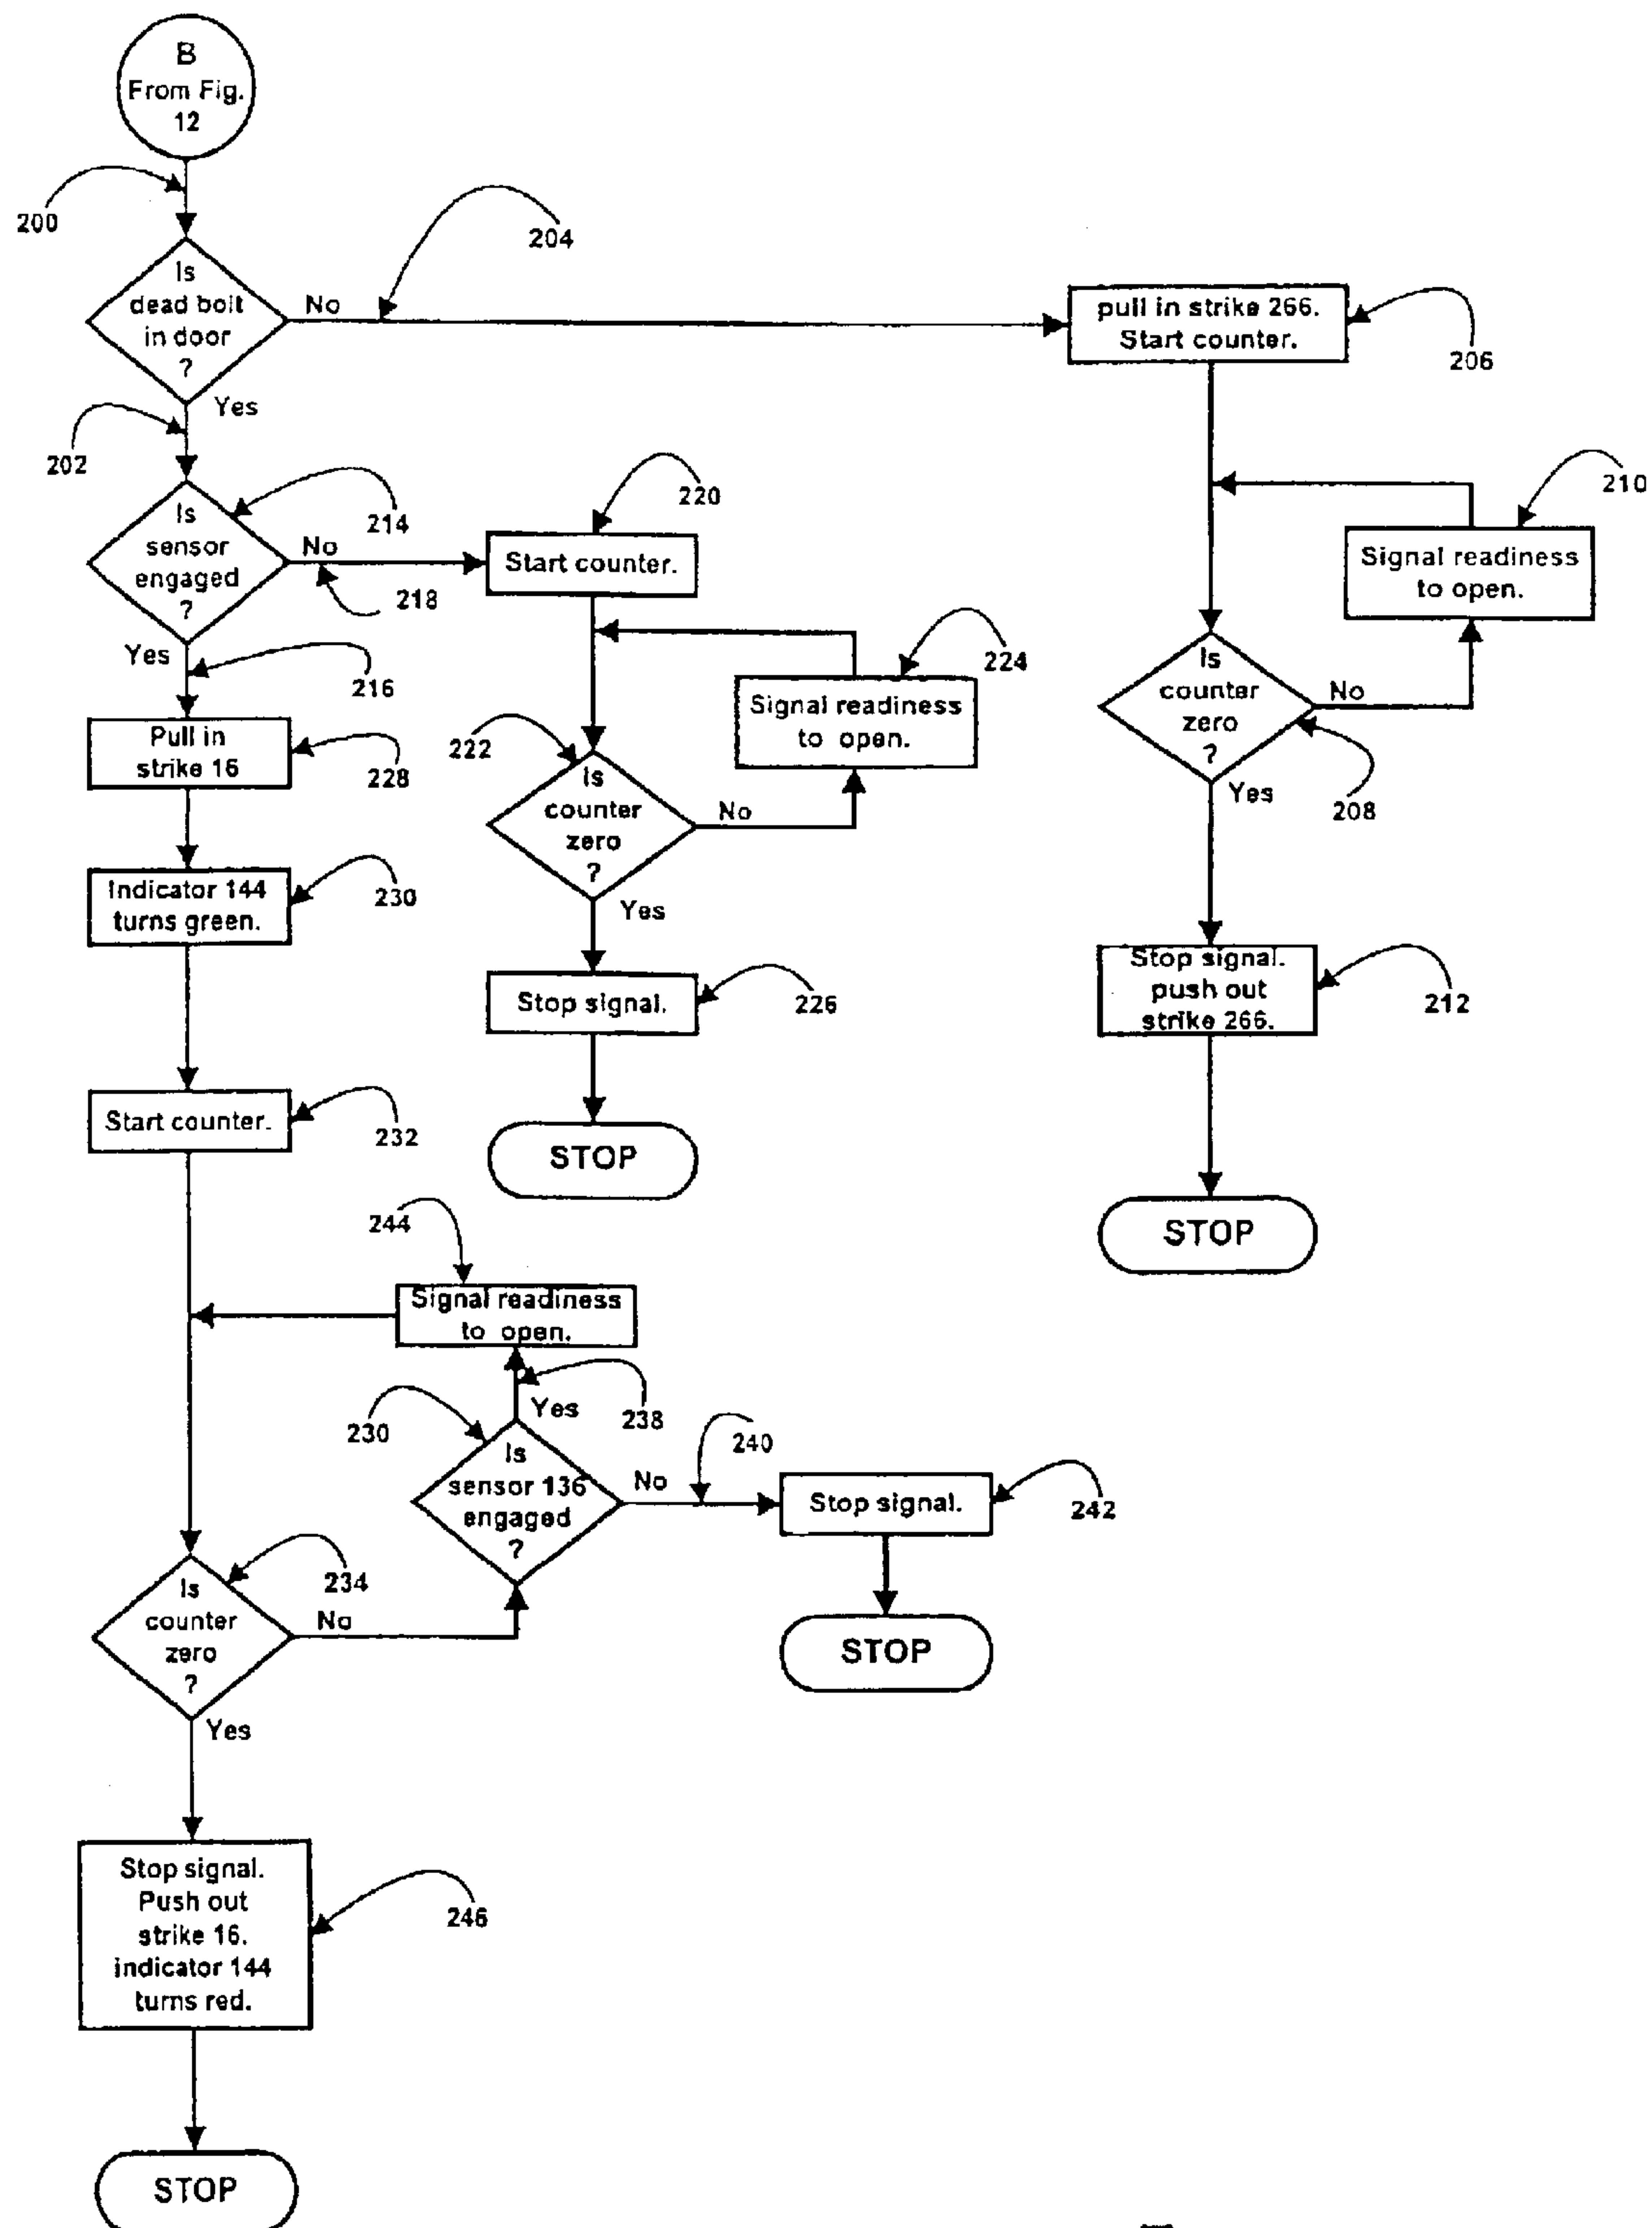 B
From Fig.
12
200
204
Is
dead bolt
in door
?
No
Yes
pull in strike 266.
Start counter.
206
202
Is
sensor
engaged
?
214
No
218
Yes
216
220
Start counter.
210
Signal readiness
to open.
224
Signal readiness
to open.
Is
counter
zero
?
No
Yes
208
Pull in
strike 16
228
222
Is
counter
zero
?
No
Yes
Indicator 144
turns green.
230
Stop signal.
226
Stop signal.
push out
strike 266.
212
Start counter.
232
STOP
STOP
244
Signal readiness
to open.
238
Yes
230
Is
sensor 136
engaged
?
No
240
Stop signal.
242
STOP
Is
counter
zero
?
234
No
Yes
Stop signal.
Push out
strike 16.
indicator 144
turns red.
246
STOP